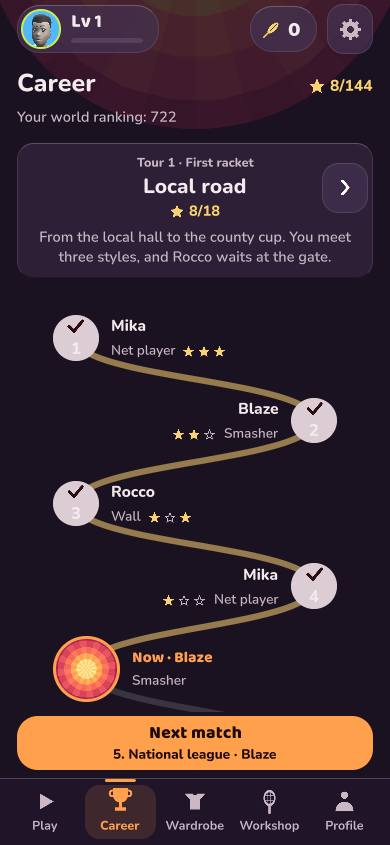 Lv 1
0
Career
8/144
Your world ranking: 722
Tour 1 · First racket
Local road
8/18
From the local hall to the county cup. You meet
three styles, and Rocco waits at the gate.
Mika
1
Net player
Blaze
2
Smasher
Rocco
3
Wall
Mika
4
Net player
Now · Blaze
Smasher
Next match
5. National league · Blaze
Play
Career
Wardrobe
Workshop
Profile